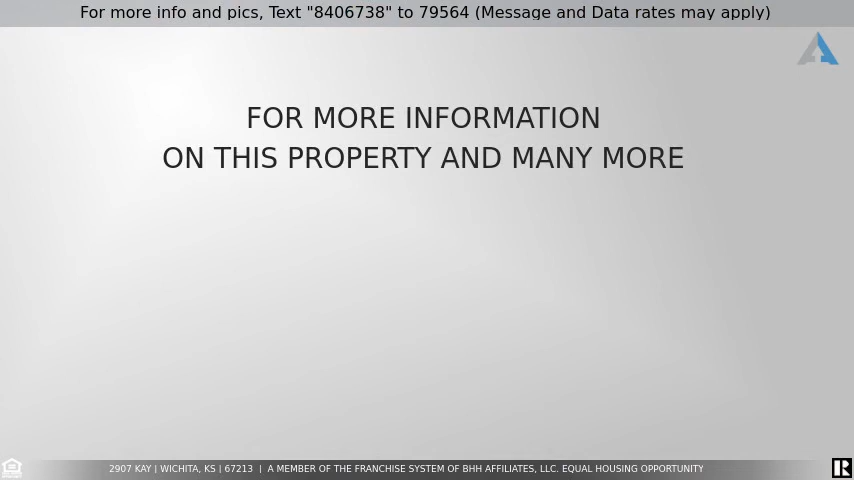 For more info and pics, Text "8406738" to 79564 (Message and Data rates may apply)
FOR MORE INFORMATION
ON THIS PROPERTY AND MANY MORE
2907 KAY | WICHITA, KS | 67213 | A MEMBER OF THE FRANCHISE SYSTEM OF BHH AFFILIATES, LLC. EQUAL HOUSING OPPORTUNITY